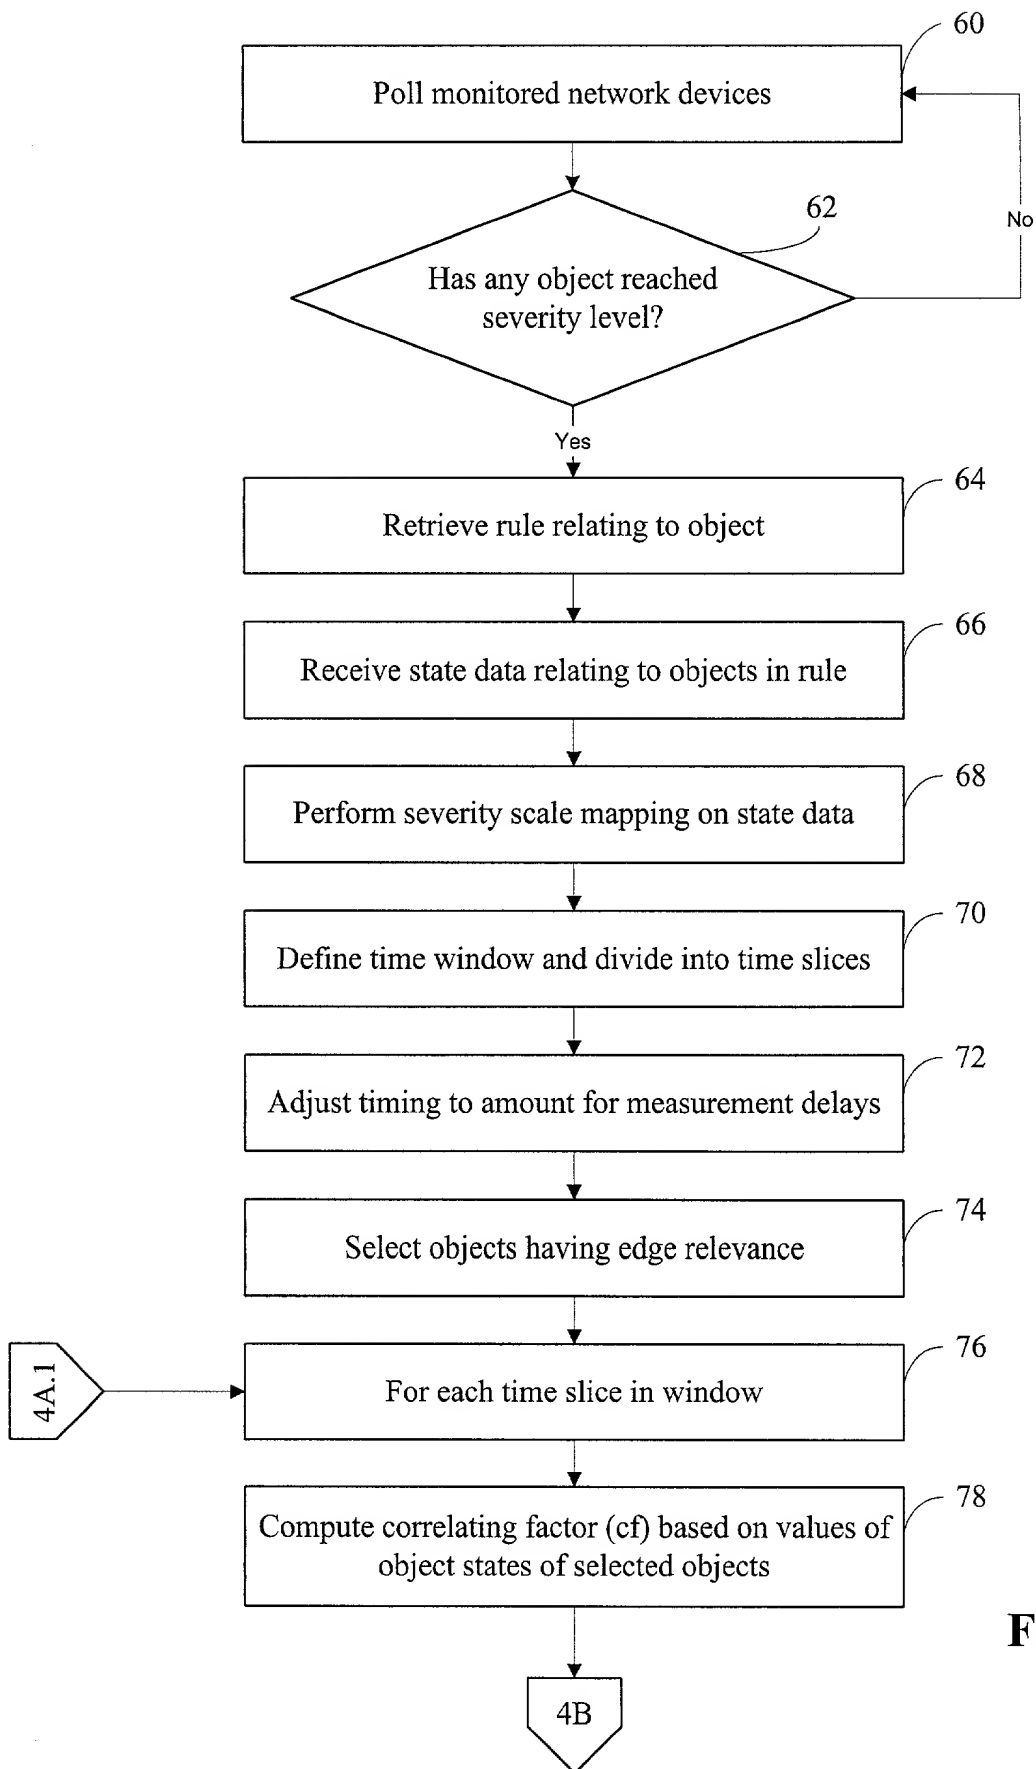 60
Poll monitored network devices
62
No
Has any object reached
severity level?
Yes
64
Retrieve rule relating to object
66
Receive state data relating to objects in rule
68
Perform severity scale mapping on state data
70
Define time window and divide into time slices
72
Adjust timing to amount for measurement delays
74
Select objects having edge relevance
76
4A.1
For each time slice in window
78
Compute correlating factor (cf) based on values of
object states of selected objects
F
4B